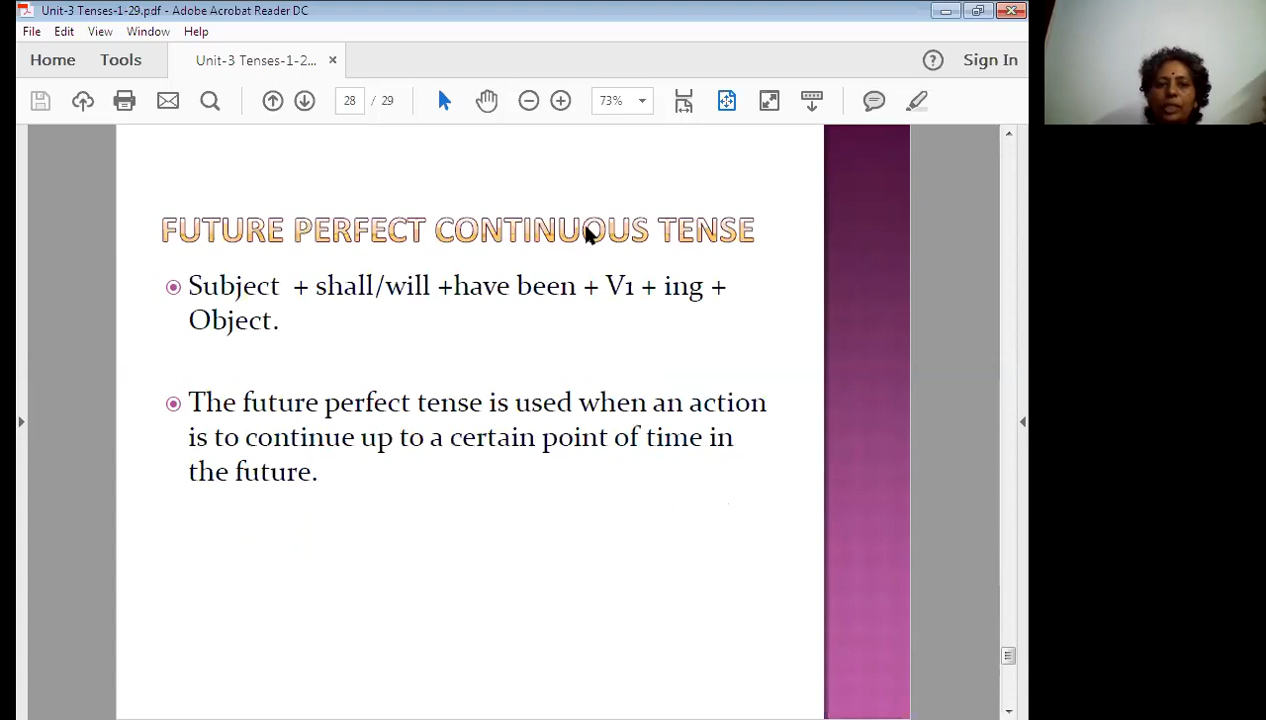 Unit-3 Tenses-1-29.pdf - Adobe Acrobat Reader DC
File Edit View Window Help
Home Tools Unit-3 Tenses-1-2... × Sign In
28 / 29 73%
FUTURE PERFECT CONTINUOUS TENSE
Subject + shall/will +have been + V1 + ing +
Object.
The future perfect tense is used when an action
is to continue up to a certain point of time in
the future.